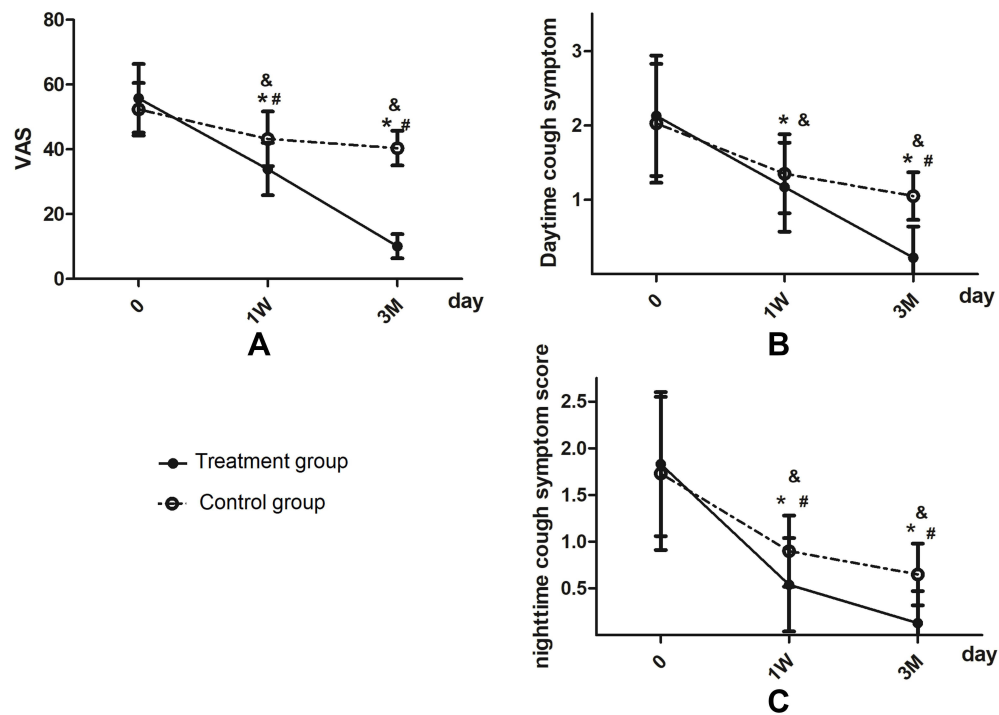 80
60
40
20
0
VAS
&
*#
&
*#
0
1W
3M
day
A
3
2
1
Daytime cough symptom
* &
&
* #
0
1W
3M
day
B
Treatment group
Control group
2.5
2.0
1.5
1.0
0.5
nighttime cough symptom score
&
* #
&
* #
0
1W
3M
day
C